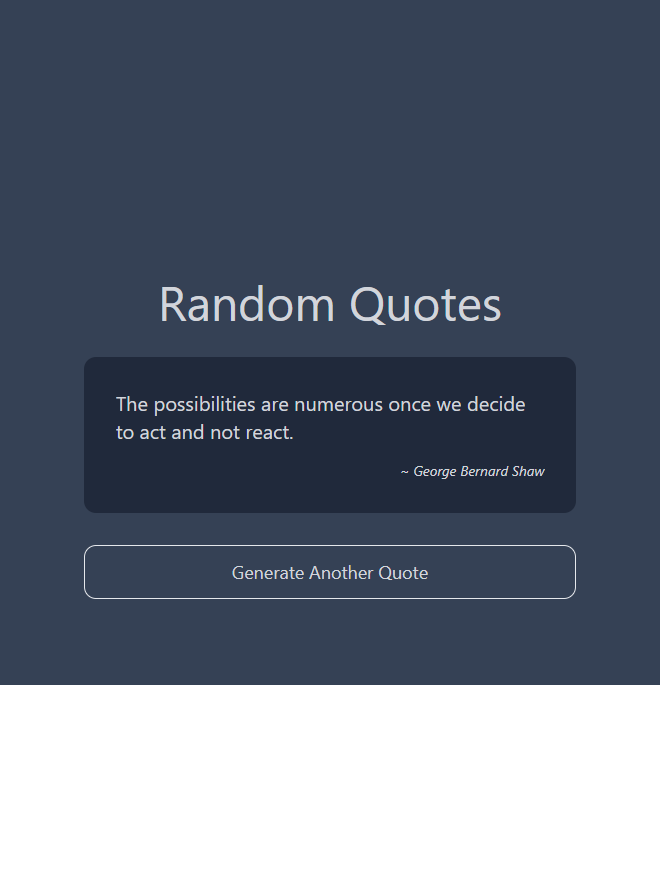 Random Quotes
The possibilities are numerous once we decide
to act and not react.
~ George Bernard Shaw
Generate Another Quote